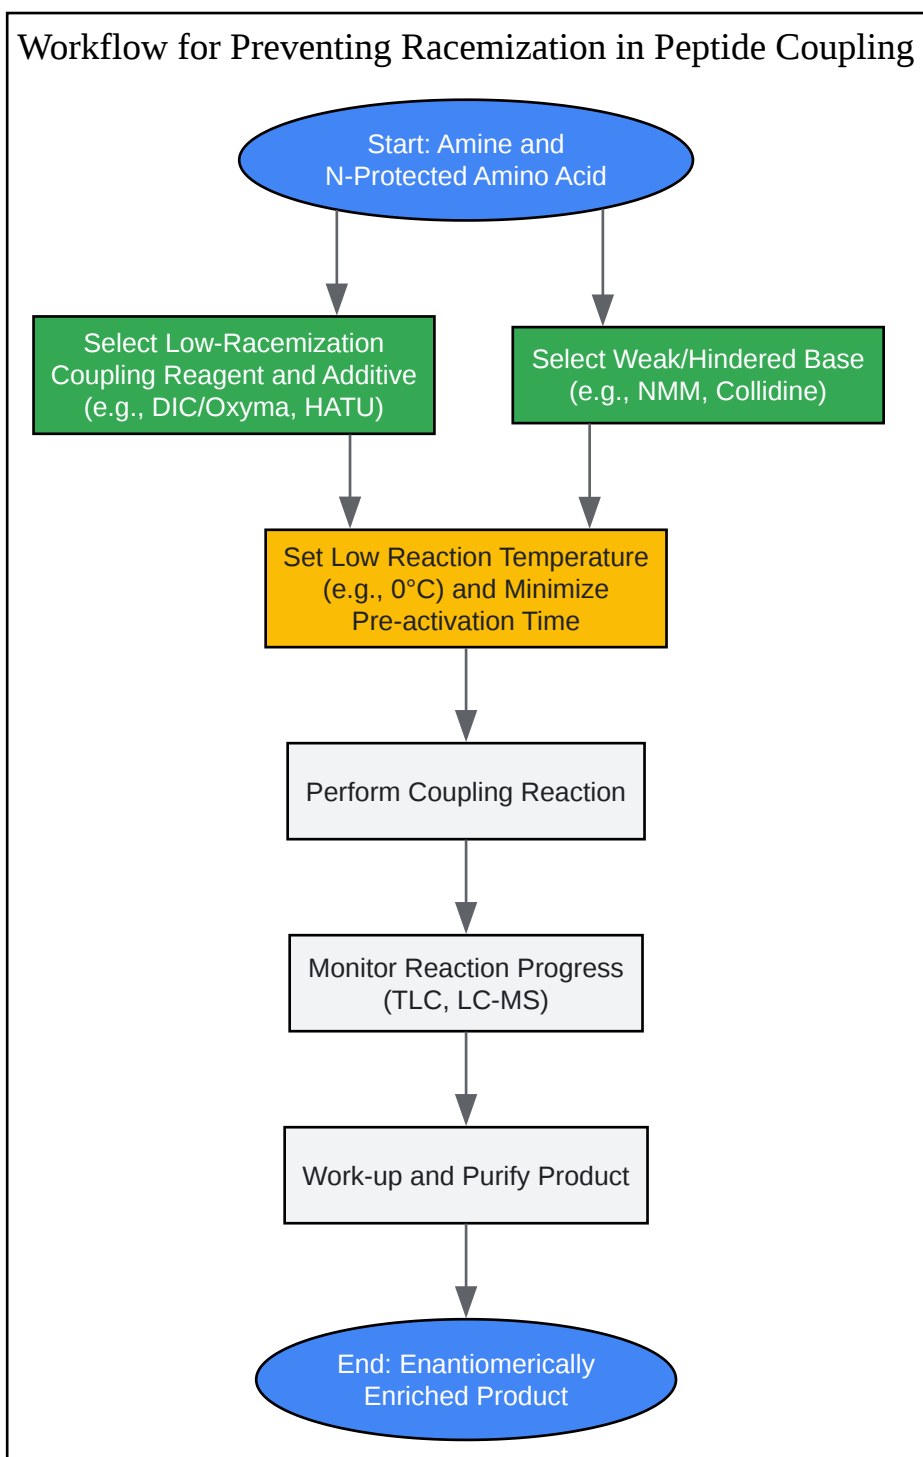 Workflow for Preventing Racemization in Peptide Coupling
Start: Amine and
N-Protected Amino Acid
Select Low-Racemization
Coupling Reagent and Additive
(e.g., DIC/Oxyma, HATU)
Select Weak/Hindered Base
(e.g., NMM, Collidine)
Set Low Reaction Temperature
(e.g., 0°C) and Minimize
Pre-activation Time
Perform Coupling Reaction
Monitor Reaction Progress
(TLC, LC-MS)
Work-up and Purify Product
End: Enantiomerically
Enriched Product